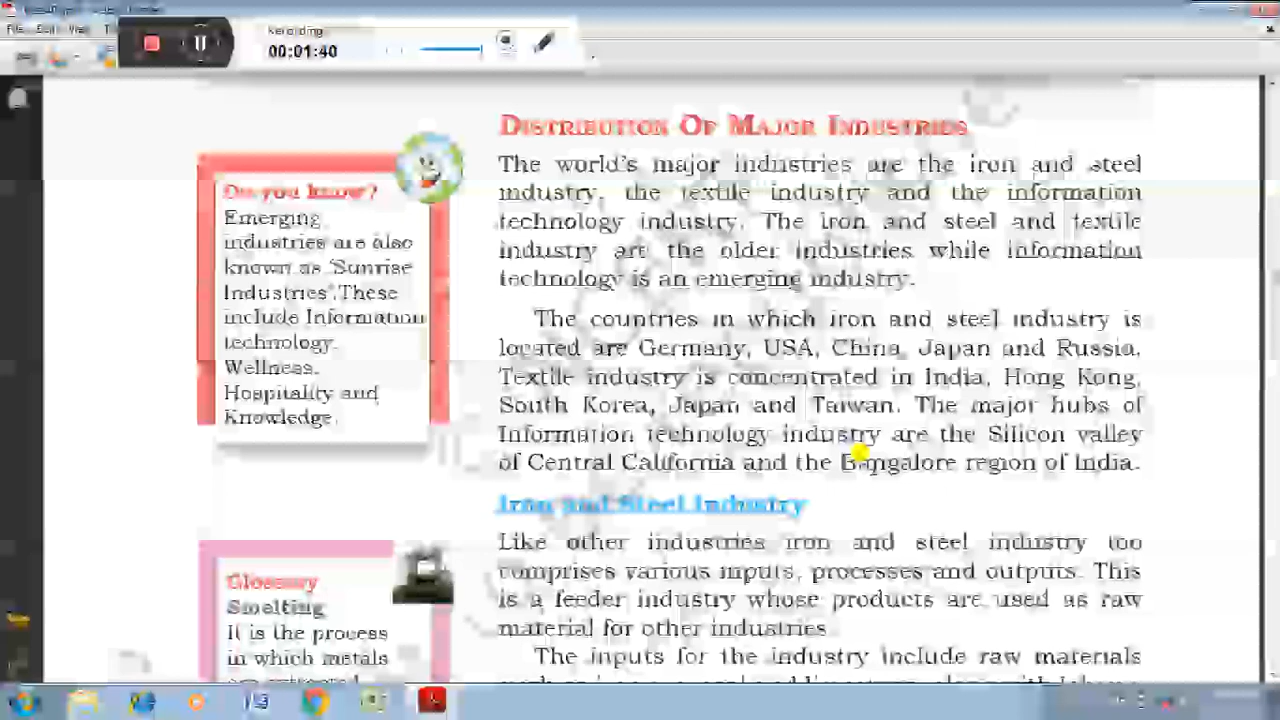 Recording
00:01:40
DISTRIBUTION OF MAJOR INDUSTRIES
The world's major industries are the iron and steel
industry, the textile industry and the information
technology industry. The iron and steel and textile
industry are the older industries while information
technology is an emerging industry.
The countries in which iron and steel industry is
located are Germany, USA, China, Japan and Russia.
Textile industry is concentrated in India, Hong Kong,
South Korea, Japan and Taiwan. The major hubs of
Information technology industry are the Silicon valley
of Central California and the Bangalore region of India.
Iron and Steel Industry
Like other industries iron and steel industry too
comprises various inputs, processes and outputs. This
is a feeder industry whose products are used as raw
material for other industries.
The inputs for the industry include raw materials
Do you know?
Emerging
industries are also
known as 'Sunrise
Industries'. These
include Information
technology,
Wellness,
Hospitality and
Knowledge.
Glossary
Smelting
It is the process
in which metals